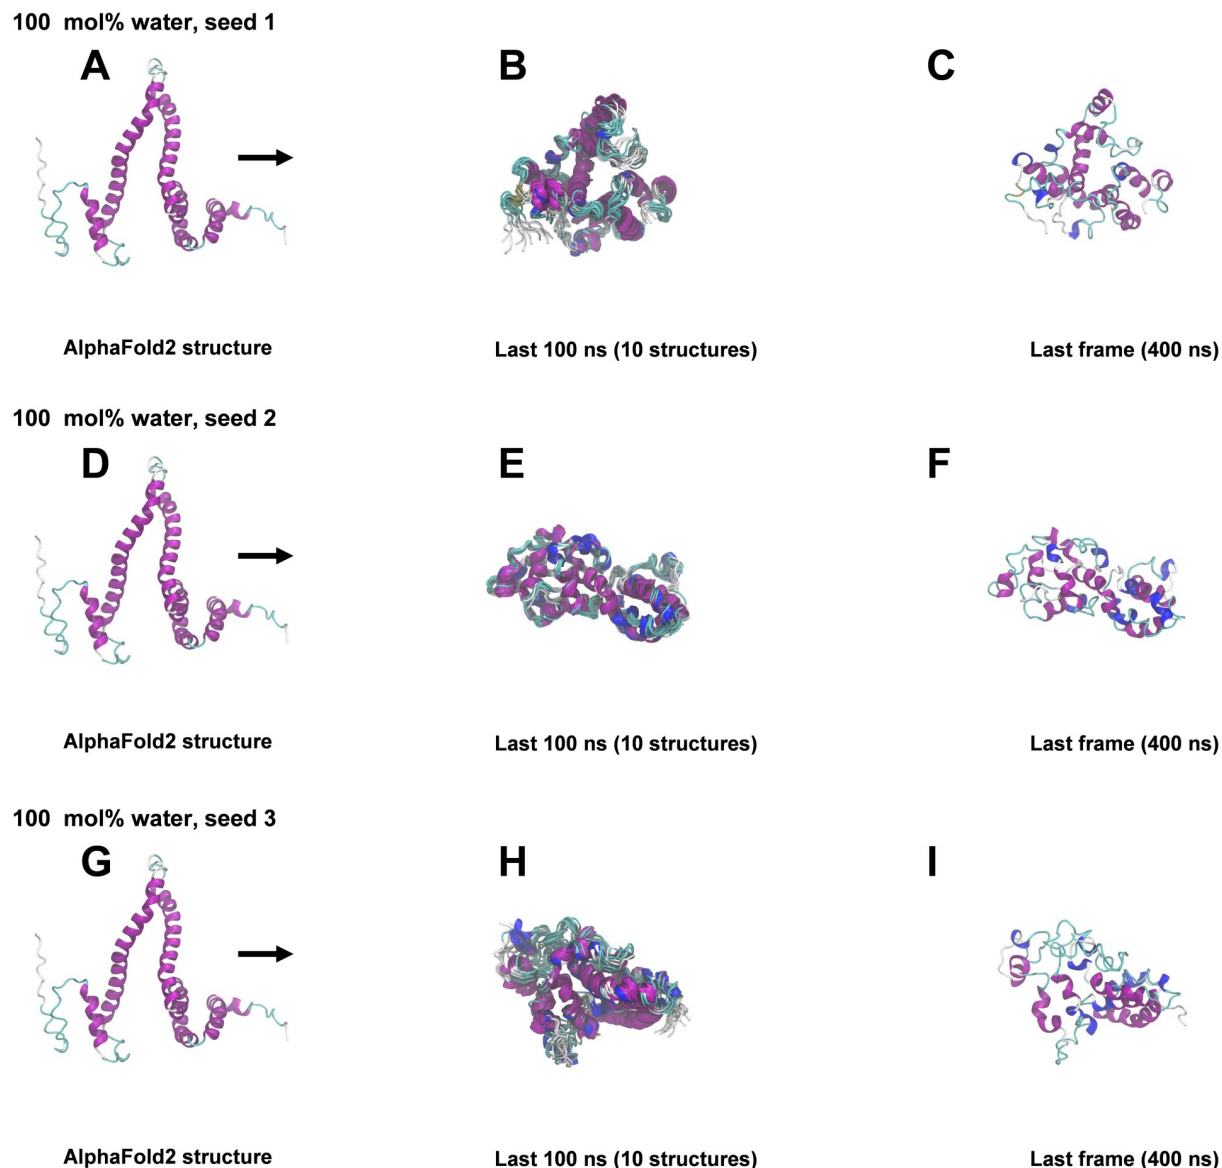 100 mol% water, seed 1
A B C
AlphaFold2 structure Last 100 ns (10 structures) Last frame (400 ns)
100 mol% water, seed 2
D E F
AlphaFold2 structure Last 100 ns (10 structures) Last frame (400 ns)
100 mol% water, seed 3
G H I
AlphaFold2 structure Last 100 ns (10 structures) Last frame (400 ns)